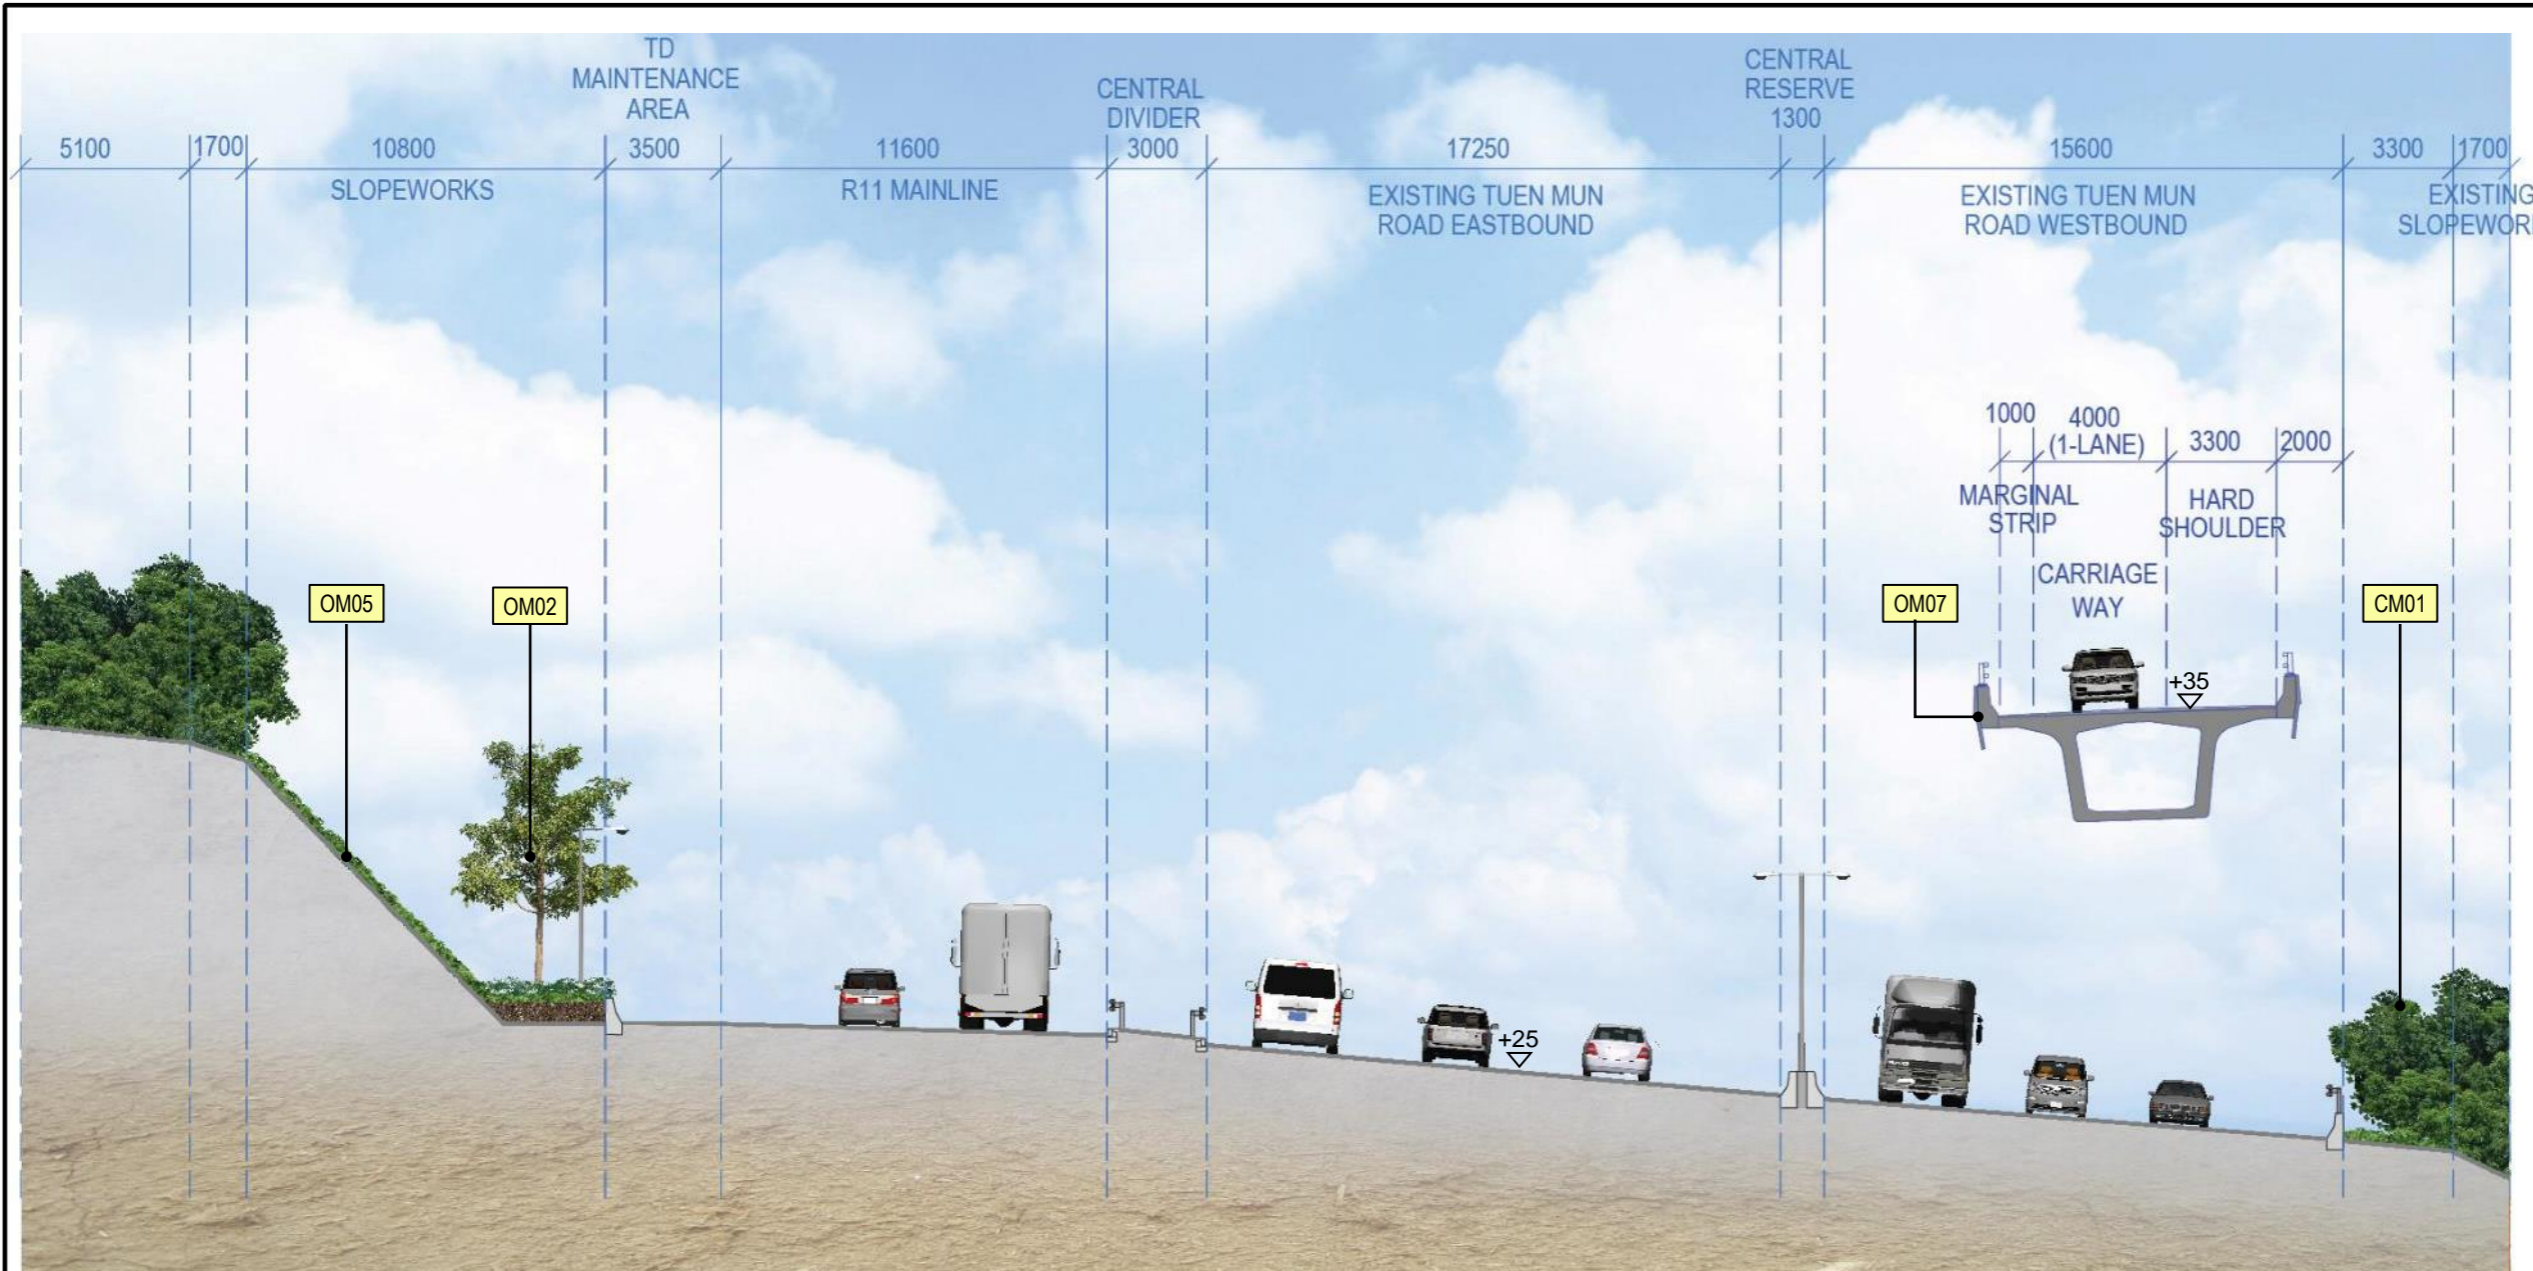 TD
MAINTENANCE
AREA
CENTRAL
DIVIDER
CENTRAL
RESERVE
5100
1700
10800
3500
11600
3000
17250
1300
15600
3300
1700
SLOPEWORKS
R11 MAINLINE
EXISTING TUEN MUN
ROAD EASTBOUND
EXISTING TUEN MUN
ROAD WESTBOUND
EXISTING
SLOPEWOR
1000
4000
(1-LANE)
3300
2000
MARGINAL
STRIP
HARD
SHOULDER
CARRIAGE
WAY
OM05
OM02
OM07
CM01
+35
+25